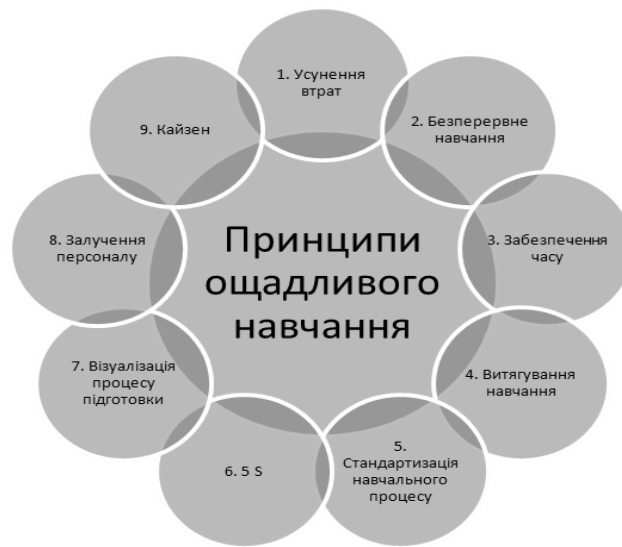 1. Усунення
втрат
2. Безперервне
навчання
3. Забезпечення
часу
4. Витягування
навчання
5.
Стандартизація
навчального
процесу
6. 5 S
7. Візуалізація
процесу
підготовки
8. Залучення
персоналу
9. Кайзен
Принципи
ощадливого
навчання